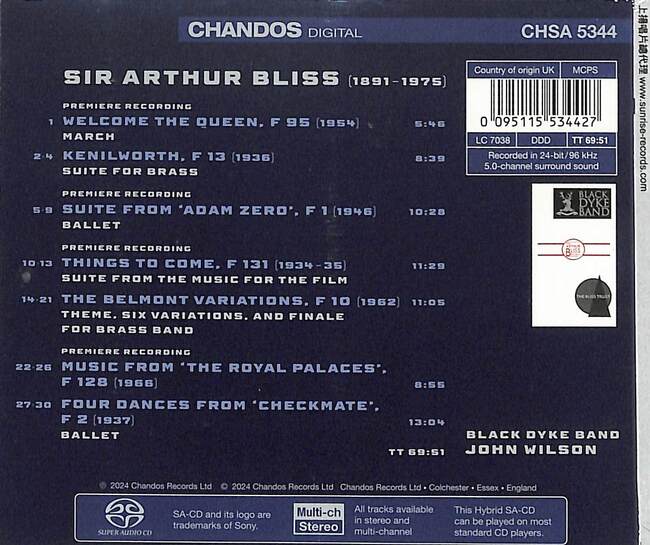 CHANDOS DIGITAL
CHSA 5344
SIR ARTHUR BLISS (1891-1975)
PREMIERE RECORDING
1 WELCOME THE QUEEN, F 95 (1954) 5:46
MARCH
2-4 KENILWORTH, F 13 (1936) 8:39
SUITE FOR BRASS
PREMIERE RECORDING
5-9 SUITE FROM 'ADAM ZERO', F 1 (1946) 10:28
BALLET
PREMIERE RECORDING
10-13 THINGS TO COME, F 131 (1934-35) 11:29
SUITE FROM THE MUSIC FOR THE FILM
14-21 THE BELMONT VARIATIONS, F 10 (1962) 11:05
THEME, SIX VARIATIONS, AND FINALE
FOR BRASS BAND
PREMIERE RECORDING
22-26 MUSIC FROM 'THE ROYAL PALACES',
F 128 (1966) 8:55
27-30 FOUR DANCES FROM 'CHECKMATE',
F 2 (1937) 13:04
BALLET
TT 69:51
Country of origin UK MCPS
0 095115 534427
LC 7038 DDD TT 69:51
Recorded in 24-bit/96 kHz
5.0-channel surround sound
BLACK
DYKE
BAND
ARTHUR
BLISS
THE BLISS TRUST
BLACK DYKE BAND
JOHN WILSON
℗ 2024 Chandos Records Ltd © 2024 Chandos Records Ltd Chandos Records Ltd • Colchester • Essex • England
SUPER AUDIO CD
SA-CD and its logo are
trademarks of Sony.
Multi-ch
Stereo
All tracks available
in stereo and
multi-channel
This Hybrid SA-CD
can be played on most
standard CD players.
上揚唱片總代理 www.sunrise-records.com